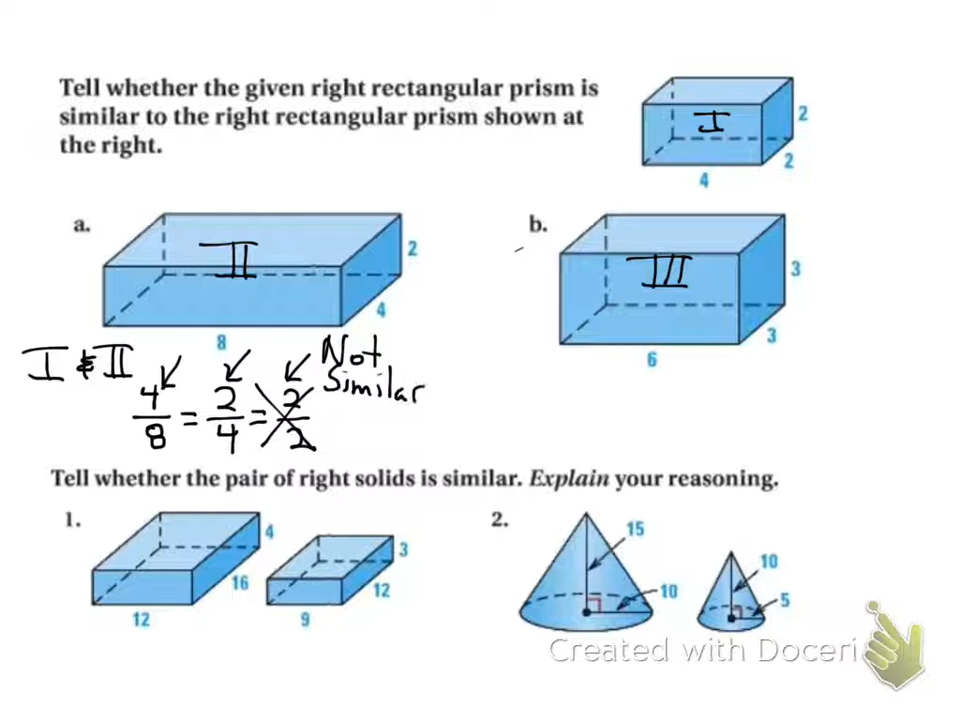 Tell whether the given right rectangular prism is
similar to the right rectangular prism shown at
the right.
I
2
2
4
a.
II
2
4
8
b.
III
3
3
6
I & II
4/8 = 2/4 = 2/2
Not
Similar
Tell whether the pair of right solids is similar. Explain your reasoning.
1.
4
16
12
3
12
9
2.
15
10
10
5
Created with Doceri